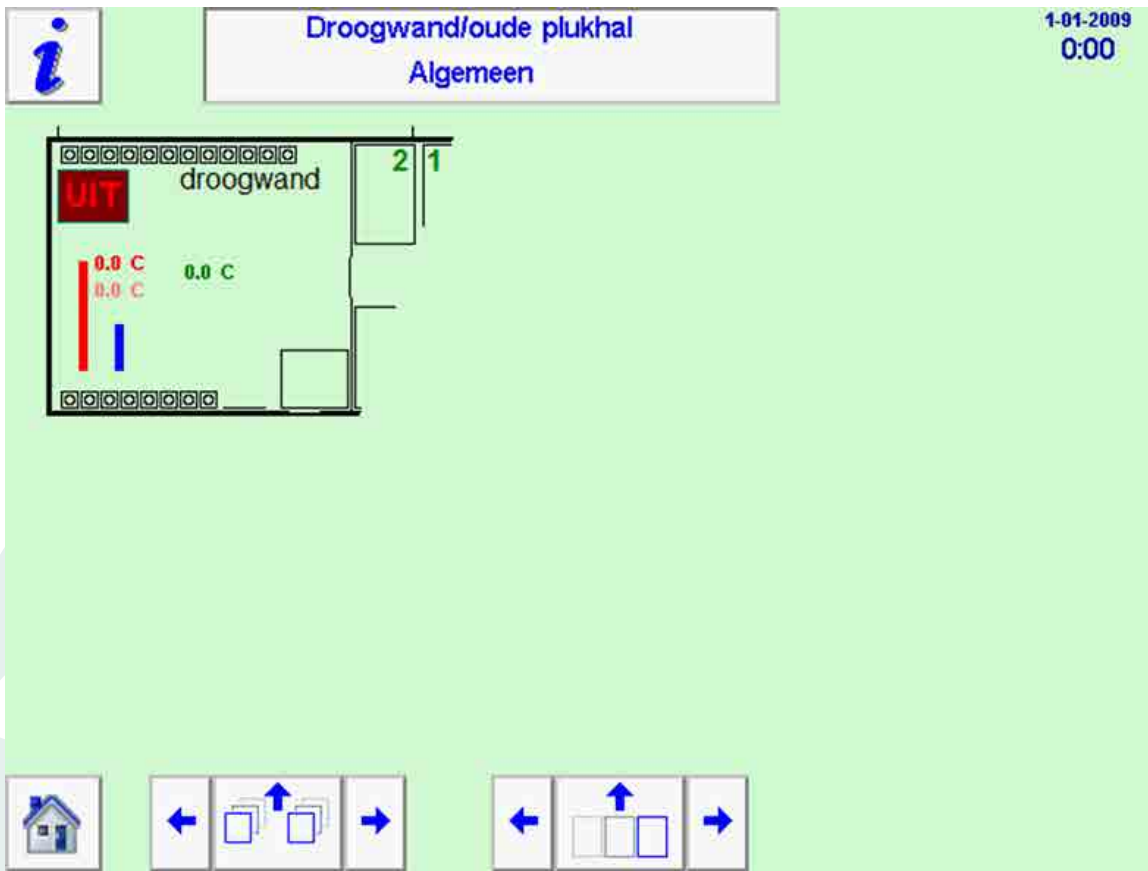 i
Droogwand/oude plukhal
Algemeen
1-01-2009
0:00
2 1
UIT
droogwand
0.0 C
0.0 C
0.0 C